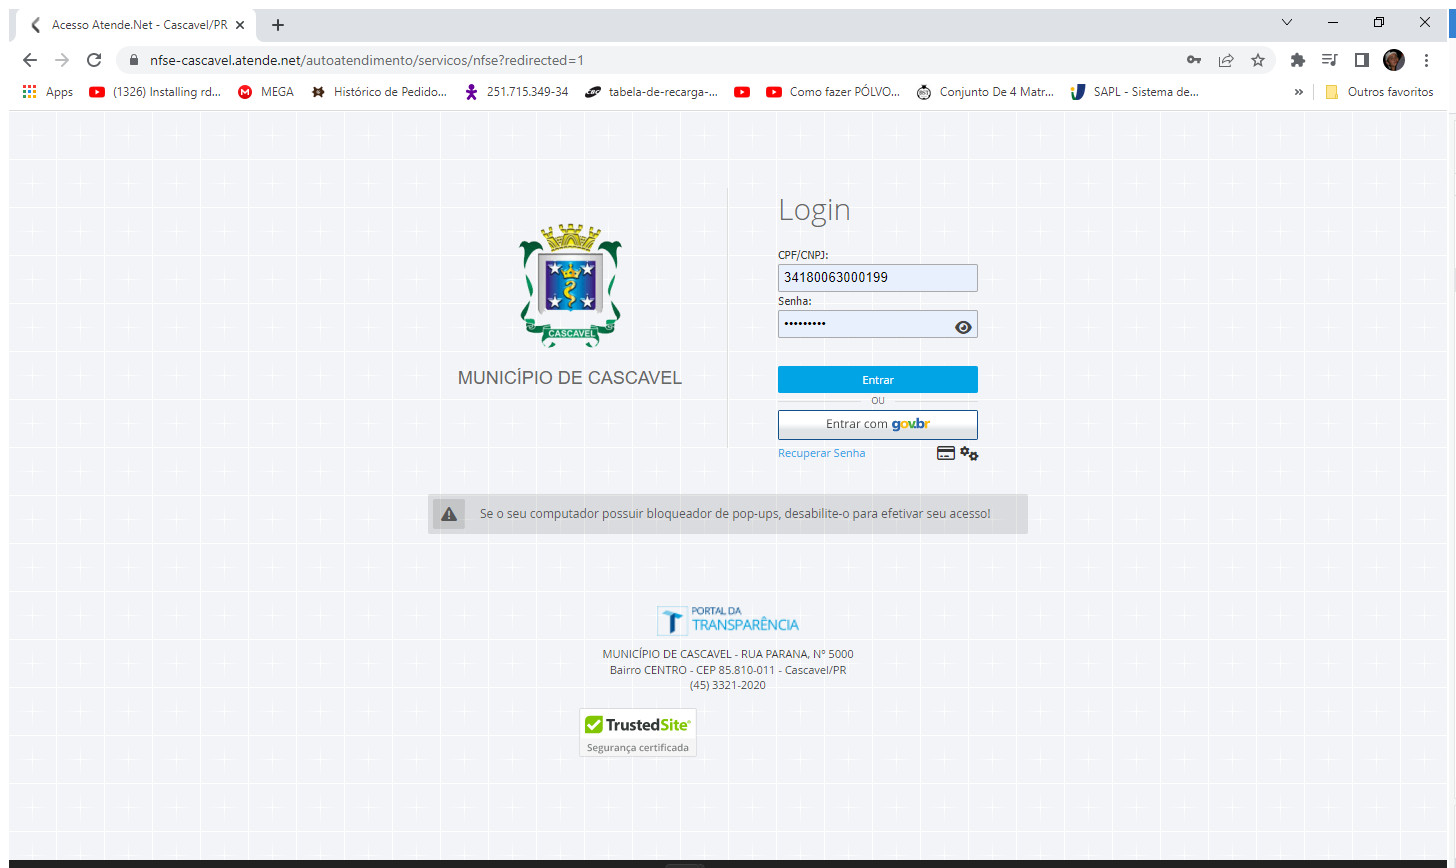 Acesso Atende.Net - Cascavel/PR
nfse-cascavel.atende.net/autoatendimento/servicos/nfse?redirected=1
Apps (1326) Installing rd... MEGA Histórico de Pedido... 251.715.349-34 tabela-de-recarga-... Como fazer PÓLVO... Conjunto De 4 Matr... SAPL - Sistema de... » Outros favoritos
Login
CPF/CNPJ:
34180063000199
Senha:
•••••••••
CASCAVEL
MUNICÍPIO DE CASCAVEL
Entrar
OU
Entrar com gov.br
Recuperar Senha
Se o seu computador possuir bloqueador de pop-ups, desabilite-o para efetivar seu acesso!
PORTAL DA
TRANSPARÊNCIA
MUNICÍPIO DE CASCAVEL - RUA PARANA, Nº 5000
Bairro CENTRO - CEP 85.810-011 - Cascavel/PR
(45) 3321-2020
TrustedSite
Segurança certificada